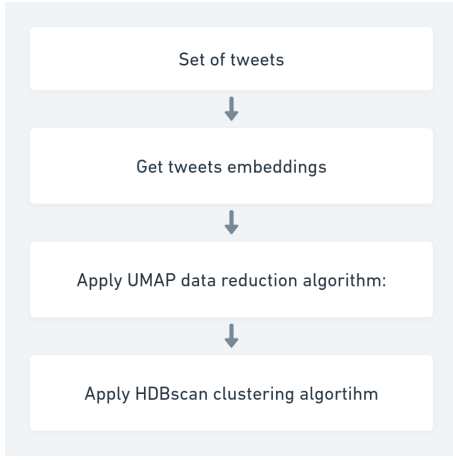 Set of tweets
Get tweets embeddings
Apply UMAP data reduction algorithm:
Apply HDBscan clustering algortihm